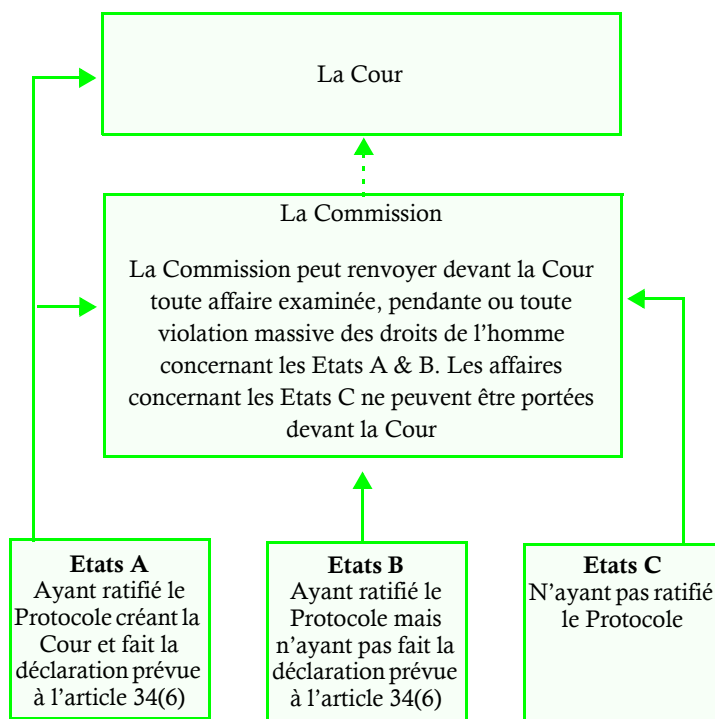 La Cour
La Commission
La Commission peut renvoyer devant la Cour
toute affaire examinée, pendante ou toute
violation massive des droits de l’homme
concernant les Etats A & B. Les affaires
concernant les Etats C ne peuvent être portées
devant la Cour
Etats A
Ayant ratifié le
Protocole créant la
Cour et fait la
déclaration prévue
à l’article 34(6)
Etats B
Ayant ratifié le
Protocole mais
n’ayant pas fait la
déclaration prévue
à l’article 34(6)
Etats C
N’ayant pas ratifié
le Protocole